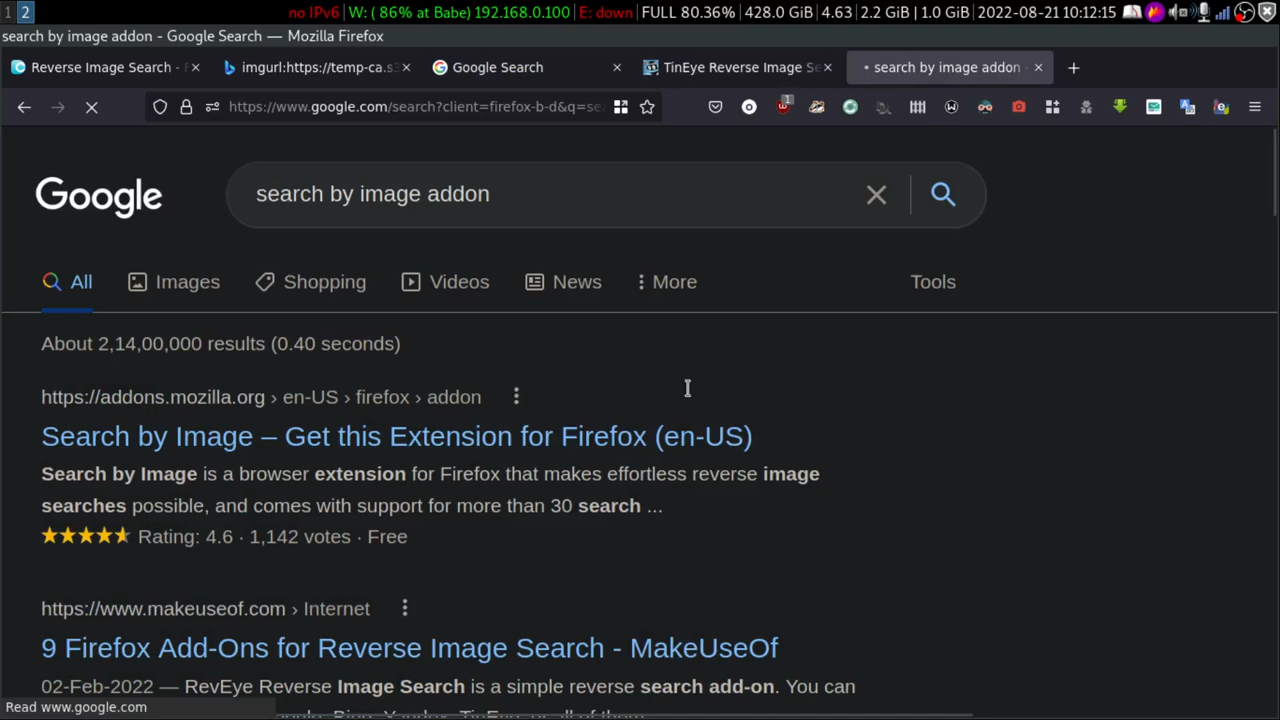 1 2 no IPv6| W: ( 86% at Babe) 192.168.0.100| E: down| FULL 80.36%| 428.0 GiB| 4.63| 2.2 GiB | 1.0 GiB| 2022-08-21 10:12:15
search by image addon - Google Search — Mozilla Firefox
Reverse Image Search - imgurl:https://temp-ca.s Google Search TinEye Reverse Image Se search by image addon -
https://www.google.com/search?client=firefox-b-d&q=se
1
Google search by image addon
All Images Shopping Videos News More Tools
About 2,14,00,000 results (0.40 seconds)
https://addons.mozilla.org › en-US › firefox › addon
Search by Image – Get this Extension for Firefox (en-US)
Search by Image is a browser extension for Firefox that makes effortless reverse image
searches possible, and comes with support for more than 30 search ...
Rating: 4.6 · 1,142 votes · Free
https://www.makeuseof.com › Internet
9 Firefox Add-Ons for Reverse Image Search - MakeUseOf
02-Feb-2022 — RevEye Reverse Image Search is a simple reverse search add-on. You can
Read www.google.com